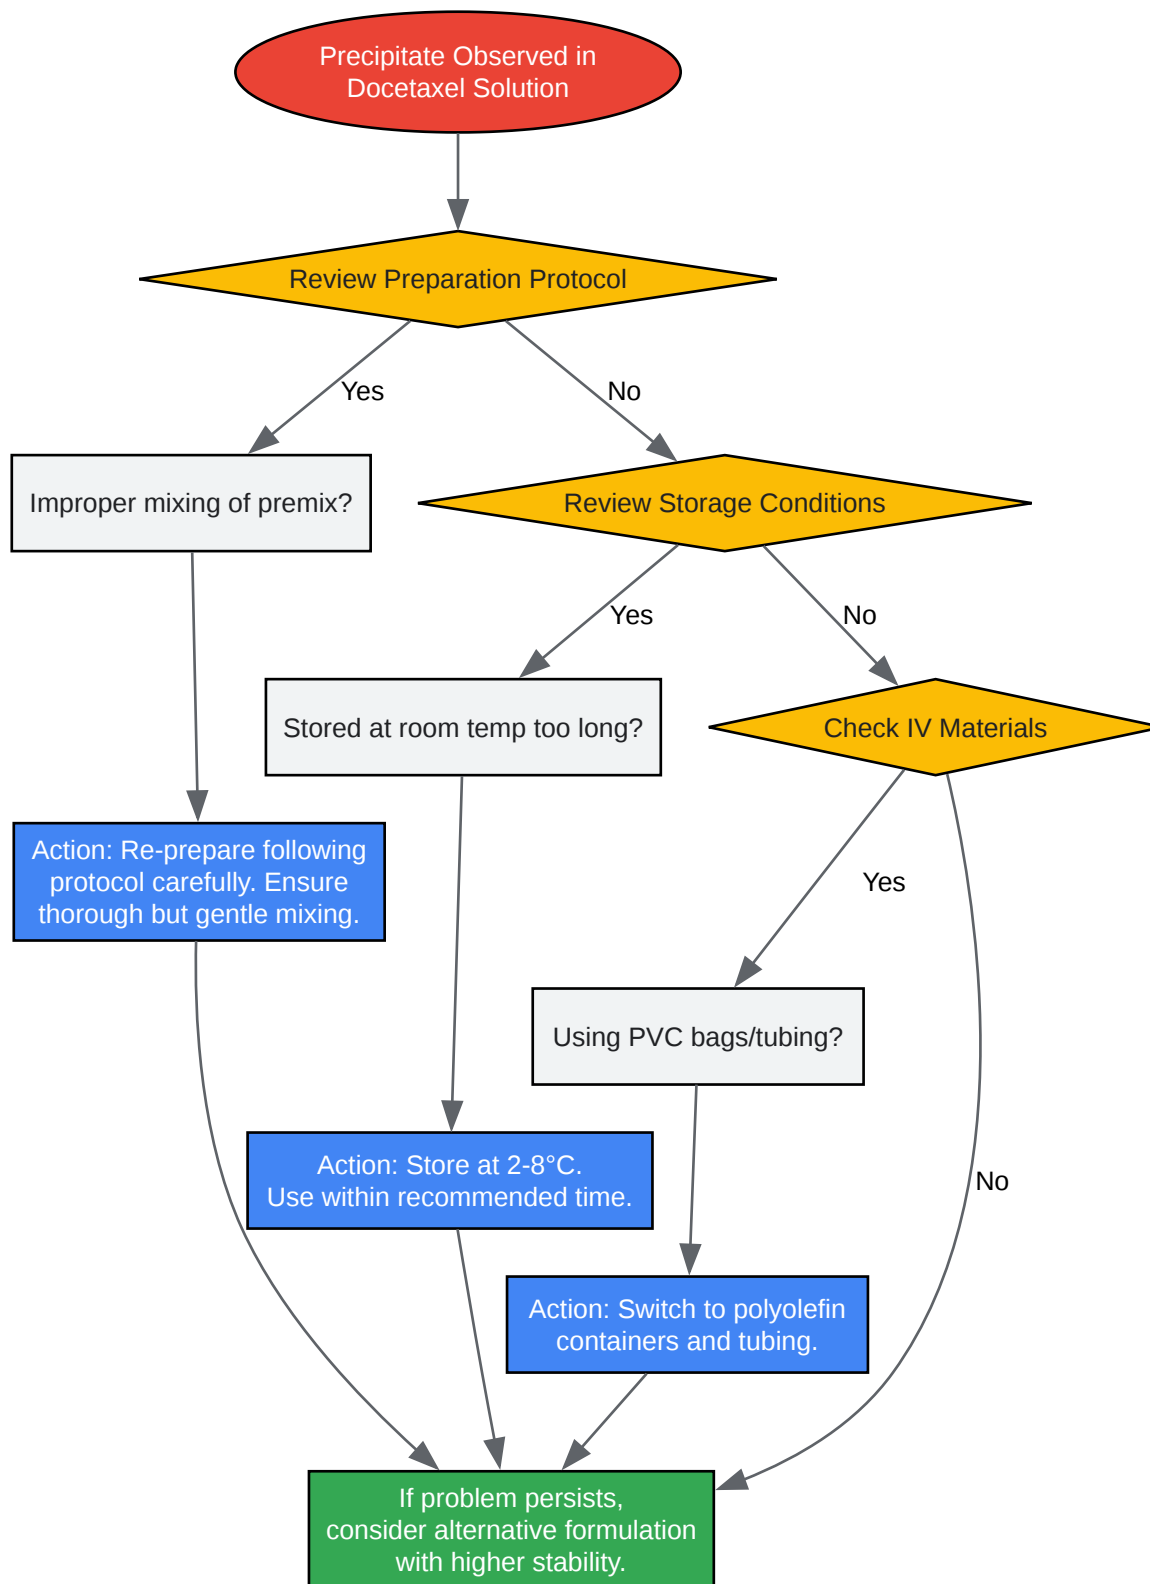 Precipitate Observed in
Docetaxel Solution
Review Preparation Protocol
Yes
No
Improper mixing of premix?
Review Storage Conditions
Yes
No
Stored at room temp too long?
Check IV Materials
Action: Re-prepare following
protocol carefully. Ensure
thorough but gentle mixing.
Yes
Using PVC bags/tubing?
Action: Store at 2-8°C.
Use within recommended time.
No
Action: Switch to polyolefin
containers and tubing.
If problem persists,
consider alternative formulation
with higher stability.